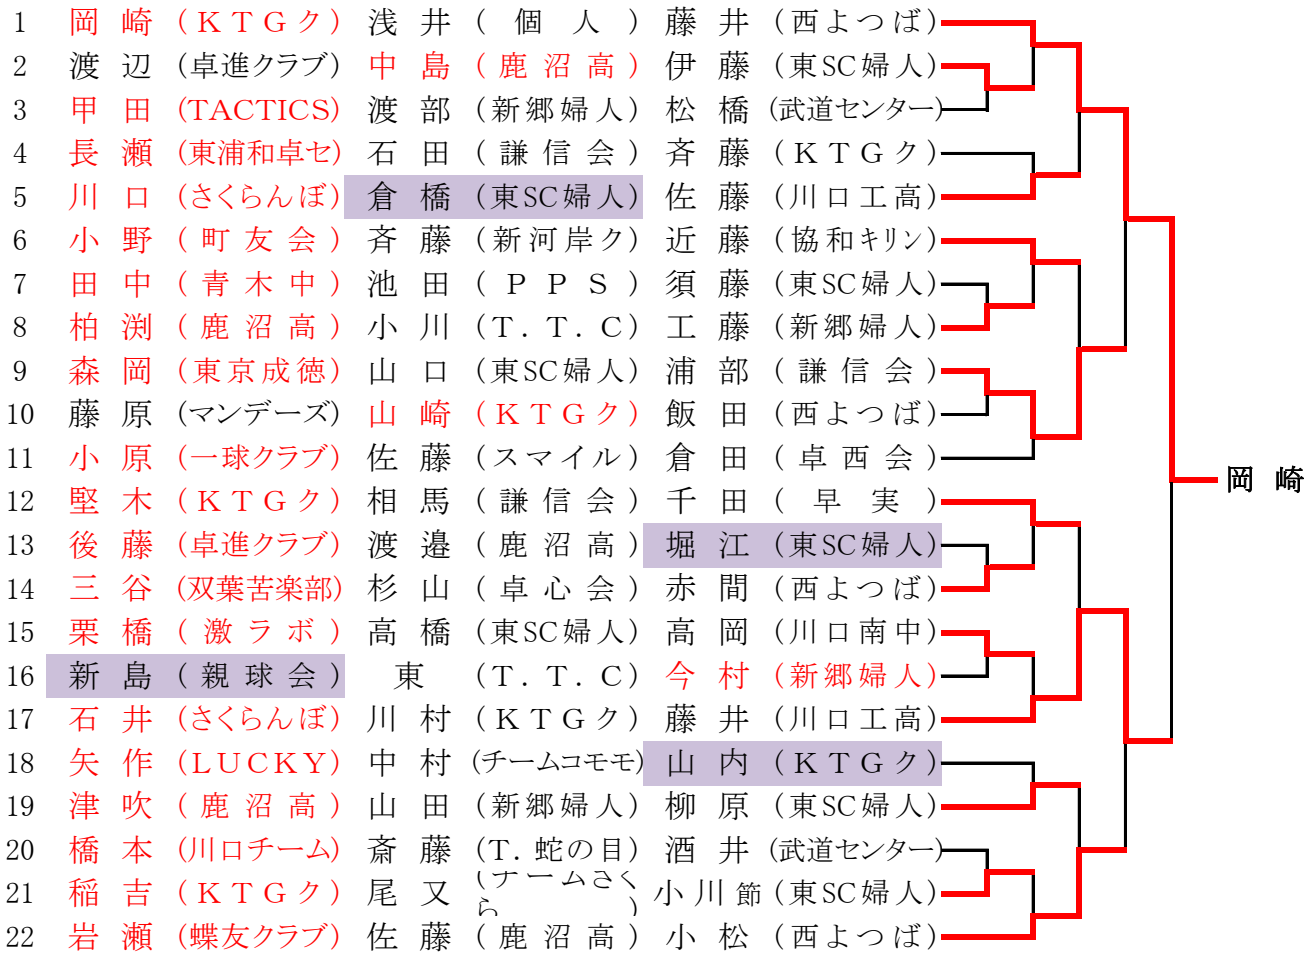 1 岡崎 (KTGク) 浅井 (個人) 藤井 (西よつば)
2 渡辺 (卓進クラブ) 中島 (鹿沼高) 伊藤 (東SC婦人)
3 甲田 (TACTICS) 渡部 (新郷婦人) 松橋 (武道センター)
4 長瀬 (東浦和卓セ) 石田 (謙信会) 斉藤 (KTGク)
5 川口 (さくらんぼ) 倉橋 (東SC婦人) 佐藤 (川口工高)
6 小野 (町友会) 斉藤 (新河岸ク) 近藤 (協和キリン)
7 田中 (青木中) 池田 (PPS) 須藤 (東SC婦人)
8 柏渕 (鹿沼高) 小川 (T.T.C) 工藤 (新郷婦人)
9 森岡 (東京成徳) 山口 (東SC婦人) 浦部 (謙信会)
10 藤原 (マンデーズ) 山崎 (KTGク) 飯田 (西よつば)
11 小原 (一球クラブ) 佐藤 (スマイル) 倉田 (卓西会)
12 堅木 (KTGク) 相馬 (謙信会) 千田 (早実)
13 後藤 (卓進クラブ) 渡邉 (鹿沼高) 堀江 (東SC婦人)
14 三谷 (双葉苦楽部) 杉山 (卓心会) 赤間 (西よつば)
15 栗橋 (激ラボ) 高橋 (東SC婦人) 高岡 (川口南中)
16 新島 (親球会) 東 (T.T.C) 今村 (新郷婦人)
17 石井 (さくらんぼ) 川村 (KTGク) 藤井 (川口工高)
18 矢作 (LUCKY) 中村 (チームコモモ) 山内 (KTGク)
19 津吹 (鹿沼高) 山田 (新郷婦人) 柳原 (東SC婦人)
20 橋本 (川口チーム) 斎藤 (T.蛇の目) 酒井 (武道センター)
21 稲吉 (KTGク) 尾又 (チームさくら) 小川節 (東SC婦人)
22 岩瀬 (蝶友クラブ) 佐藤 (鹿沼高) 小松 (西よつば)
岡崎